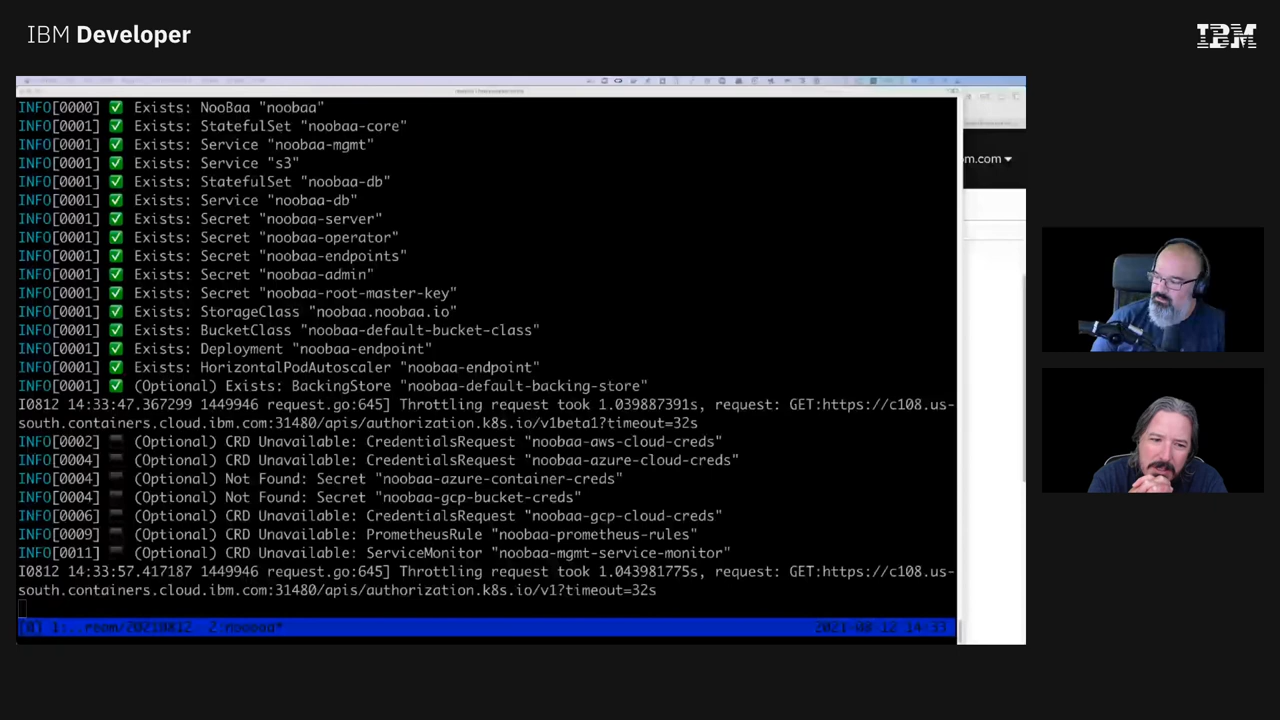 IBM Developer
IBM
INFO[0000] ✅ Exists: NooBaa "noobaa"
INFO[0001] ✅ Exists: StatefulSet "noobaa-core"
INFO[0001] ✅ Exists: Service "noobaa-mgmt"
INFO[0001] ✅ Exists: Service "s3"
INFO[0001] ✅ Exists: StatefulSet "noobaa-db"
INFO[0001] ✅ Exists: Service "noobaa-db"
INFO[0001] ✅ Exists: Secret "noobaa-server"
INFO[0001] ✅ Exists: Secret "noobaa-operator"
INFO[0001] ✅ Exists: Secret "noobaa-endpoints"
INFO[0001] ✅ Exists: Secret "noobaa-admin"
INFO[0001] ✅ Exists: Secret "noobaa-root-master-key"
INFO[0001] ✅ Exists: StorageClass "noobaa.noobaa.io"
INFO[0001] ✅ Exists: BucketClass "noobaa-default-bucket-class"
INFO[0001] ✅ Exists: Deployment "noobaa-endpoint"
INFO[0001] ✅ Exists: HorizontalPodAutoscaler "noobaa-endpoint"
INFO[0001] ✅ (Optional) Exists: BackingStore "noobaa-default-backing-store"
I0812 14:33:47.367299 1449946 request.go:645] Throttling request took 1.039887391s, request: GET:https://c108.us-
south.containers.cloud.ibm.com:31480/apis/authorization.k8s.io/v1beta1?timeout=32s
INFO[0002] (Optional) CRD Unavailable: CredentialsRequest "noobaa-aws-cloud-creds"
INFO[0004] (Optional) CRD Unavailable: CredentialsRequest "noobaa-azure-cloud-creds"
INFO[0004] (Optional) Not Found: Secret "noobaa-azure-container-creds"
INFO[0004] (Optional) Not Found: Secret "noobaa-gcp-bucket-creds"
INFO[0006] (Optional) CRD Unavailable: CredentialsRequest "noobaa-gcp-cloud-creds"
INFO[0009] (Optional) CRD Unavailable: PrometheusRule "noobaa-prometheus-rules"
INFO[0011] (Optional) CRD Unavailable: ServiceMonitor "noobaa-mgmt-service-monitor"
I0812 14:33:57.417187 1449946 request.go:645] Throttling request took 1.043981775s, request: GET:https://c108.us-
south.containers.cloud.ibm.com:31480/apis/authorization.k8s.io/v1?timeout=32s
2021-08-12 14:33
om.com